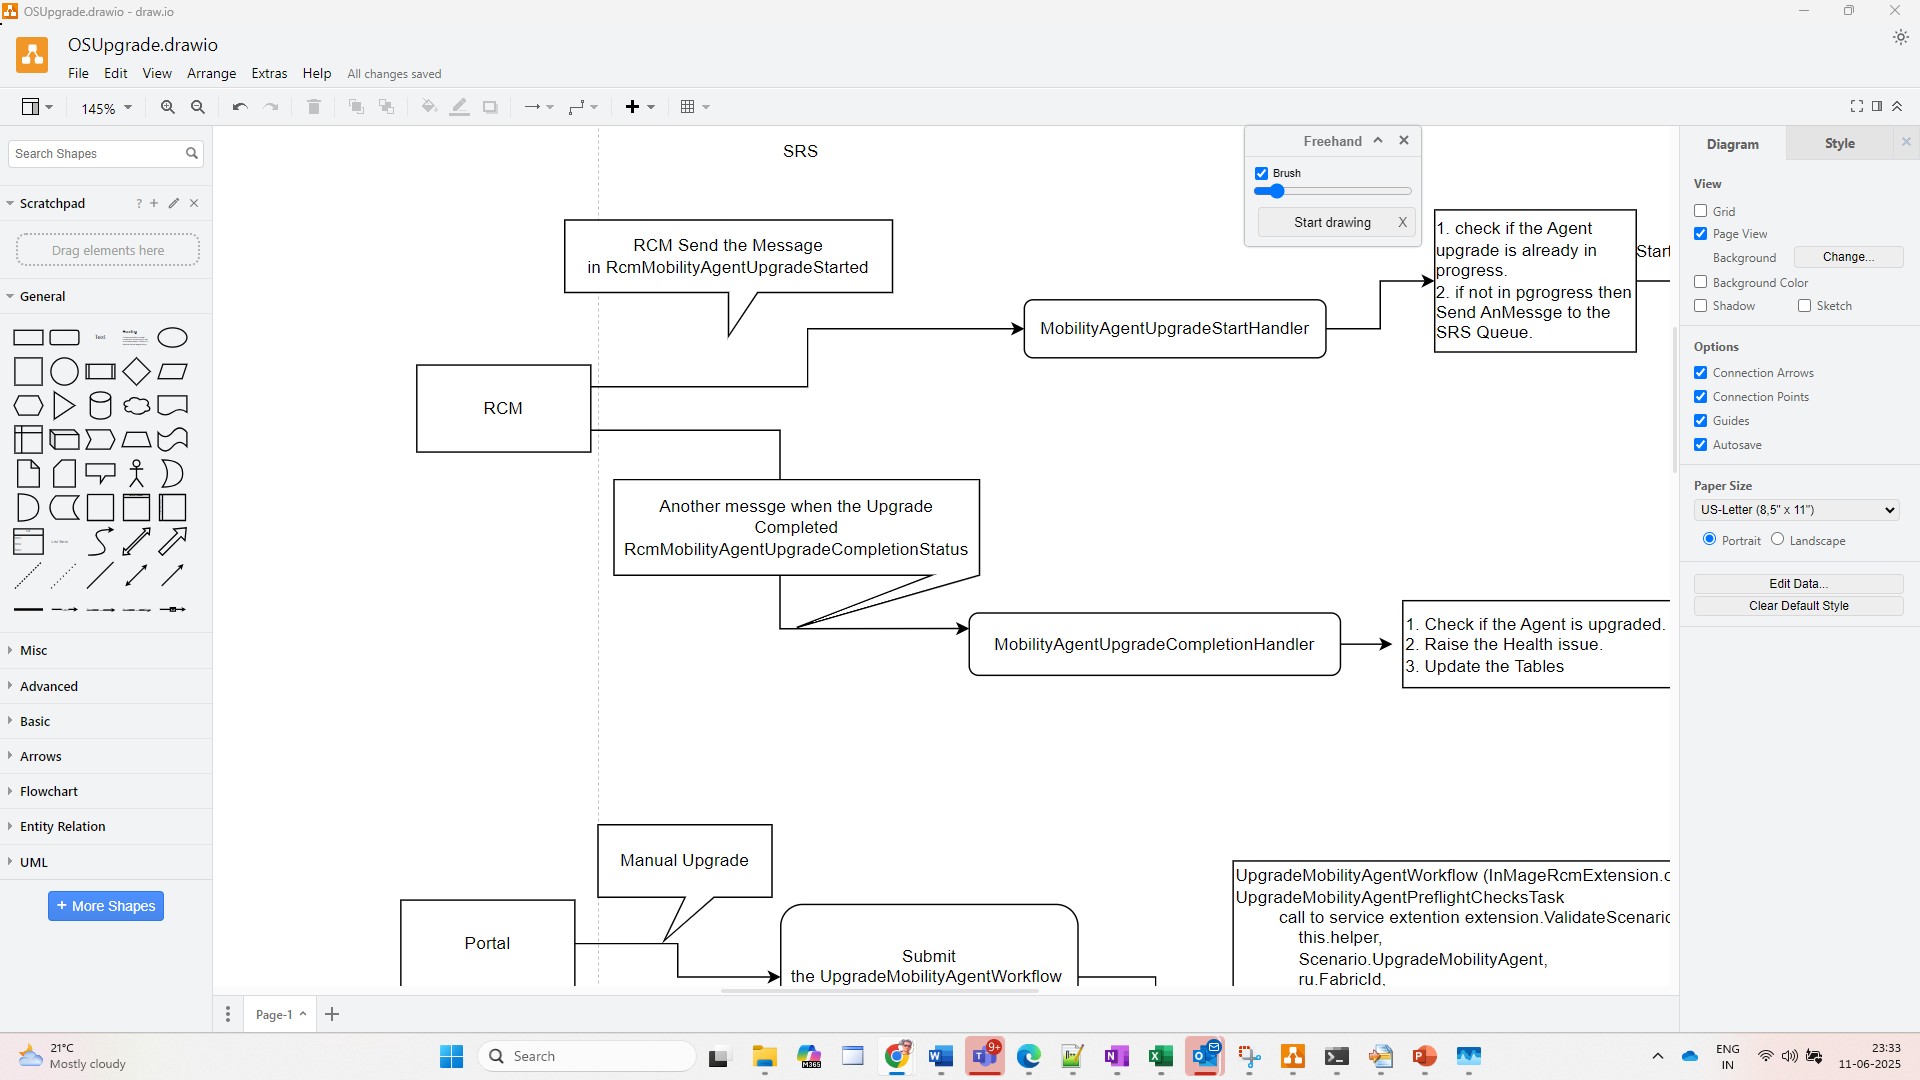 OSUpgrade.drawio - draw.io
OSUpgrade.drawio
File Edit View Arrange Extras Help All changes saved
145%
Search Shapes
Scratchpad
?
Drag elements here
General
Text
Heading
Misc
Advanced
Basic
Arrows
Flowchart
Entity Relation
UML
+ More Shapes
SRS
RCM Send the Message
in RcmMobilityAgentUpgradeStarted
MobilityAgentUpgradeStartHandler
1. check if the Agent
upgrade is already in
progress.
2. if not in pgrogress then
Send AnMessge to the
SRS Queue.
Start
RCM
Another messge when the Upgrade
Completed
RcmMobilityAgentUpgradeCompletionStatus
MobilityAgentUpgradeCompletionHandler
1. Check if the Agent is upgraded.
2. Raise the Health issue.
3. Update the Tables
Manual Upgrade
Portal
Submit
the UpgradeMobilityAgentWorkflow
UpgradeMobilityAgentWorkflow (InMageRcmExtension.c
UpgradeMobilityAgentPreflightChecksTask
call to service extention extension.ValidateScenario
this.helper,
Scenario.UpgradeMobilityAgent,
ru.FabricId,
Freehand
Brush
Start drawing X
Diagram Style
View
Grid
Page View
Background Change...
Background Color
Shadow Sketch
Options
Connection Arrows
Connection Points
Guides
Autosave
Paper Size
US-Letter (8,5" x 11")
Portrait Landscape
Edit Data...
Clear Default Style
Page-1
21°C
Mostly cloudy
Search
M365
9+
ENG
IN
23:33
11-06-2025